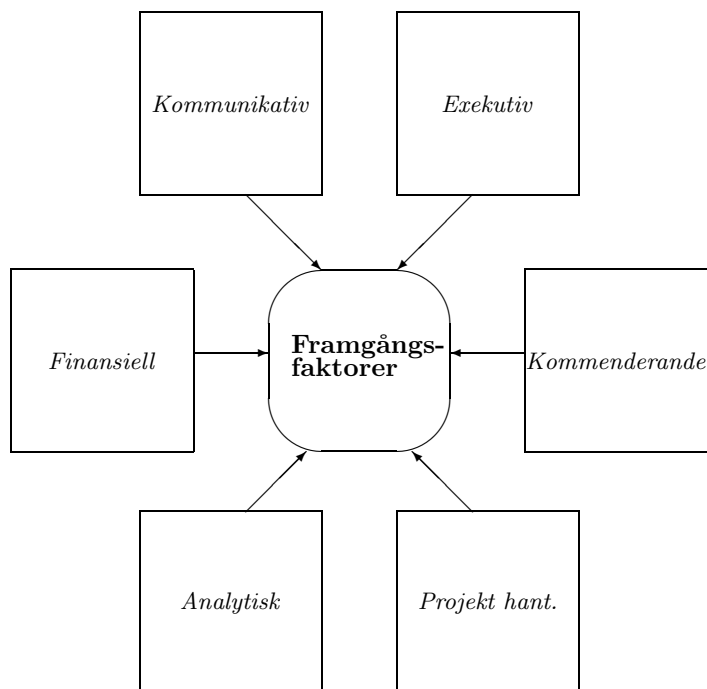 Kommunikativ
Exekutiv
Finansiell
Framgångs-
faktorer
Kommenderande
Analytisk
Projekt hant.